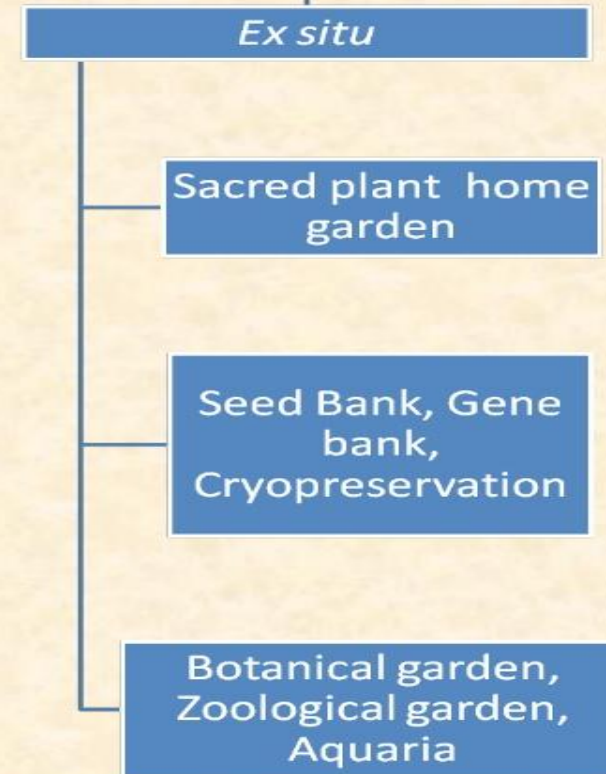 Ex situ
Sacred plant home
garden
Seed Bank, Gene
bank,
Cryopreservation
Botanical garden,
Zoological garden,
Aquaria